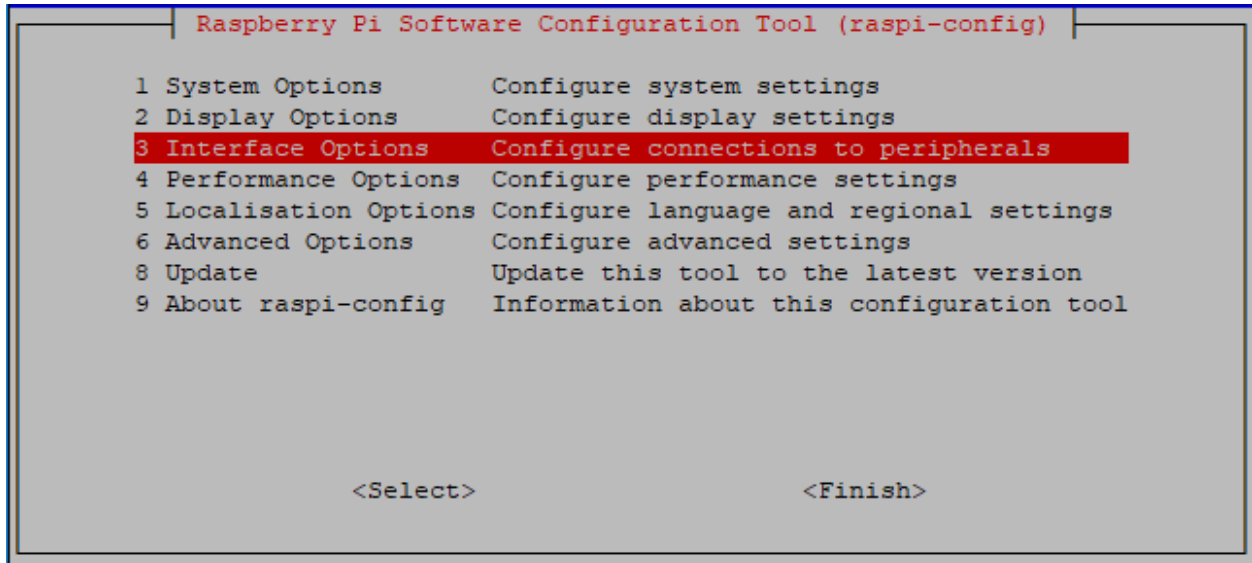 Raspberry Pi Software Configuration Tool (raspi-config)
1 System Options Configure system settings
2 Display Options Configure display settings
3 Interface Options Configure connections to peripherals
4 Performance Options Configure performance settings
5 Localisation Options Configure language and regional settings
6 Advanced Options Configure advanced settings
8 Update Update this tool to the latest version
9 About raspi-config Information about this configuration tool
<Select> <Finish>